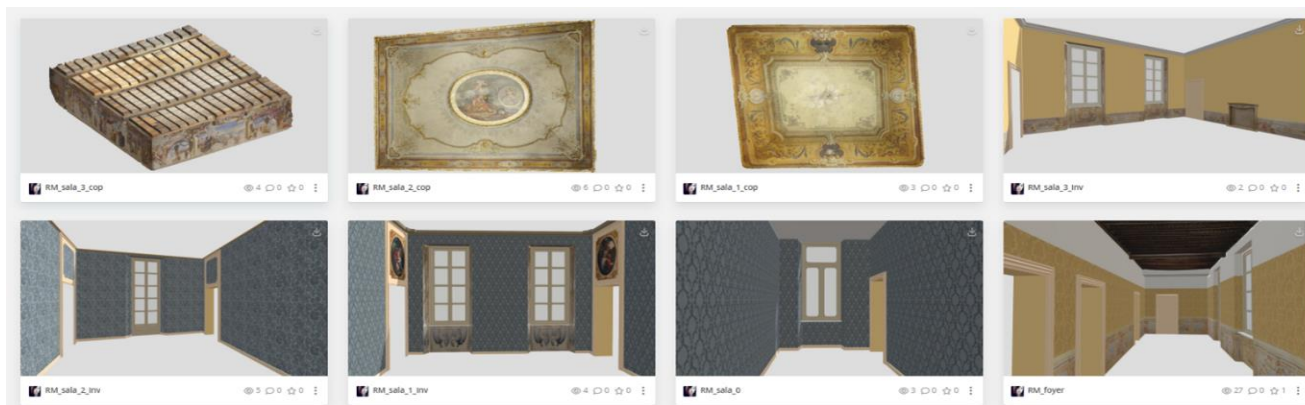 RM_sala_3_cop 4 0 0
RM_sala_2_cop 6 0 0
RM_sala_1_cop 3 0 0
RM_sala_3_Inv 2 0 0
RM_sala_2_Inv 5 0 0
RM_sala_1_Inv 4 0 0
RM_sala_0 3 0 0
RM_foyer 27 0 1